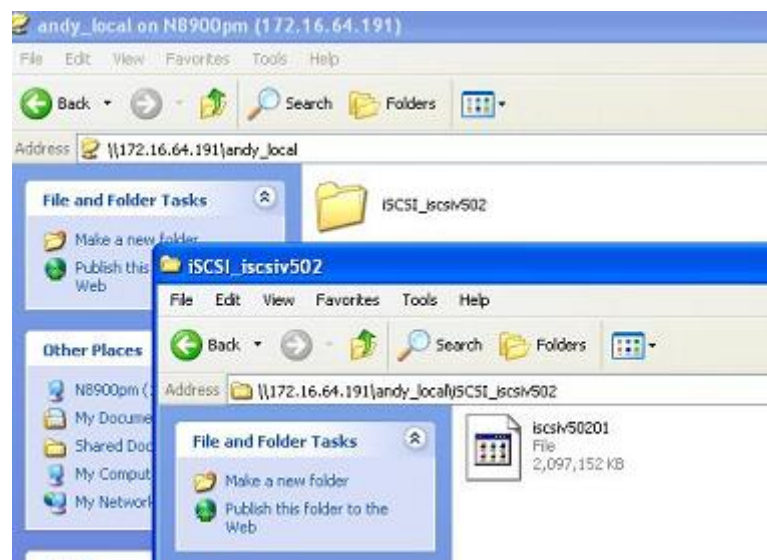 andy_local on N8900pm (172.16.64.191)
File Edit View Favorites Tools Help
Back Search Folders
Address \\172.16.64.191\andy_local
File and Folder Tasks
Make a new folder
Publish this
Web
Other Places
N8900pm (
My Docume
Shared Doc
My Comput
My Network
iSCSI_iscsiv502
iSCSI_iscsiv502
File Edit View Favorites Tools Help
Back Search Folders
Address \\172.16.64.191\andy_local\iSCSI_iscsiv502
File and Folder Tasks
Make a new folder
Publish this folder to the
Web
iscsiv50201
File
2,097,152 KB